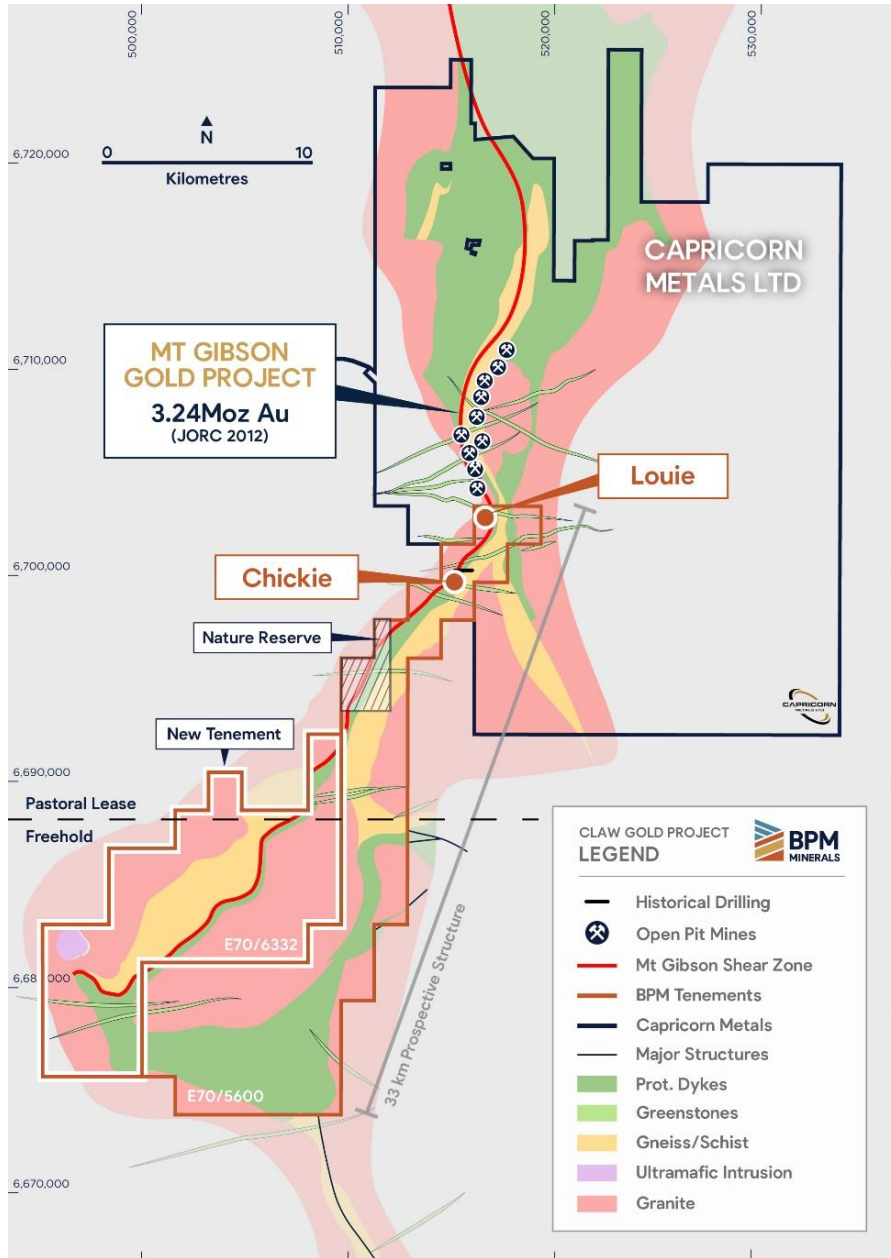 500,000
510,000
520,000
530,000
N
0 10
Kilometres
6,720,000
CAPRICORN
METALS LTD
MT GIBSON
GOLD PROJECT
3.24Moz Au
(JORC 2012)
6,710,000
Louie
6,700,000
Chickie
Nature Reserve
CAPRICORN
METALS LTD
New Tenement
6,690,000
Pastoral Lease
Freehold
CLAW GOLD PROJECT
LEGEND
BPM
MINERALS
Historical Drilling
Open Pit Mines
Mt Gibson Shear Zone
BPM Tenements
Capricorn Metals
Major Structures
Prot. Dykes
Greenstones
Gneiss/Schist
Ultramafic Intrusion
Granite
E70/6332
33 km Prospective Structure
E70/5600
6,670,000